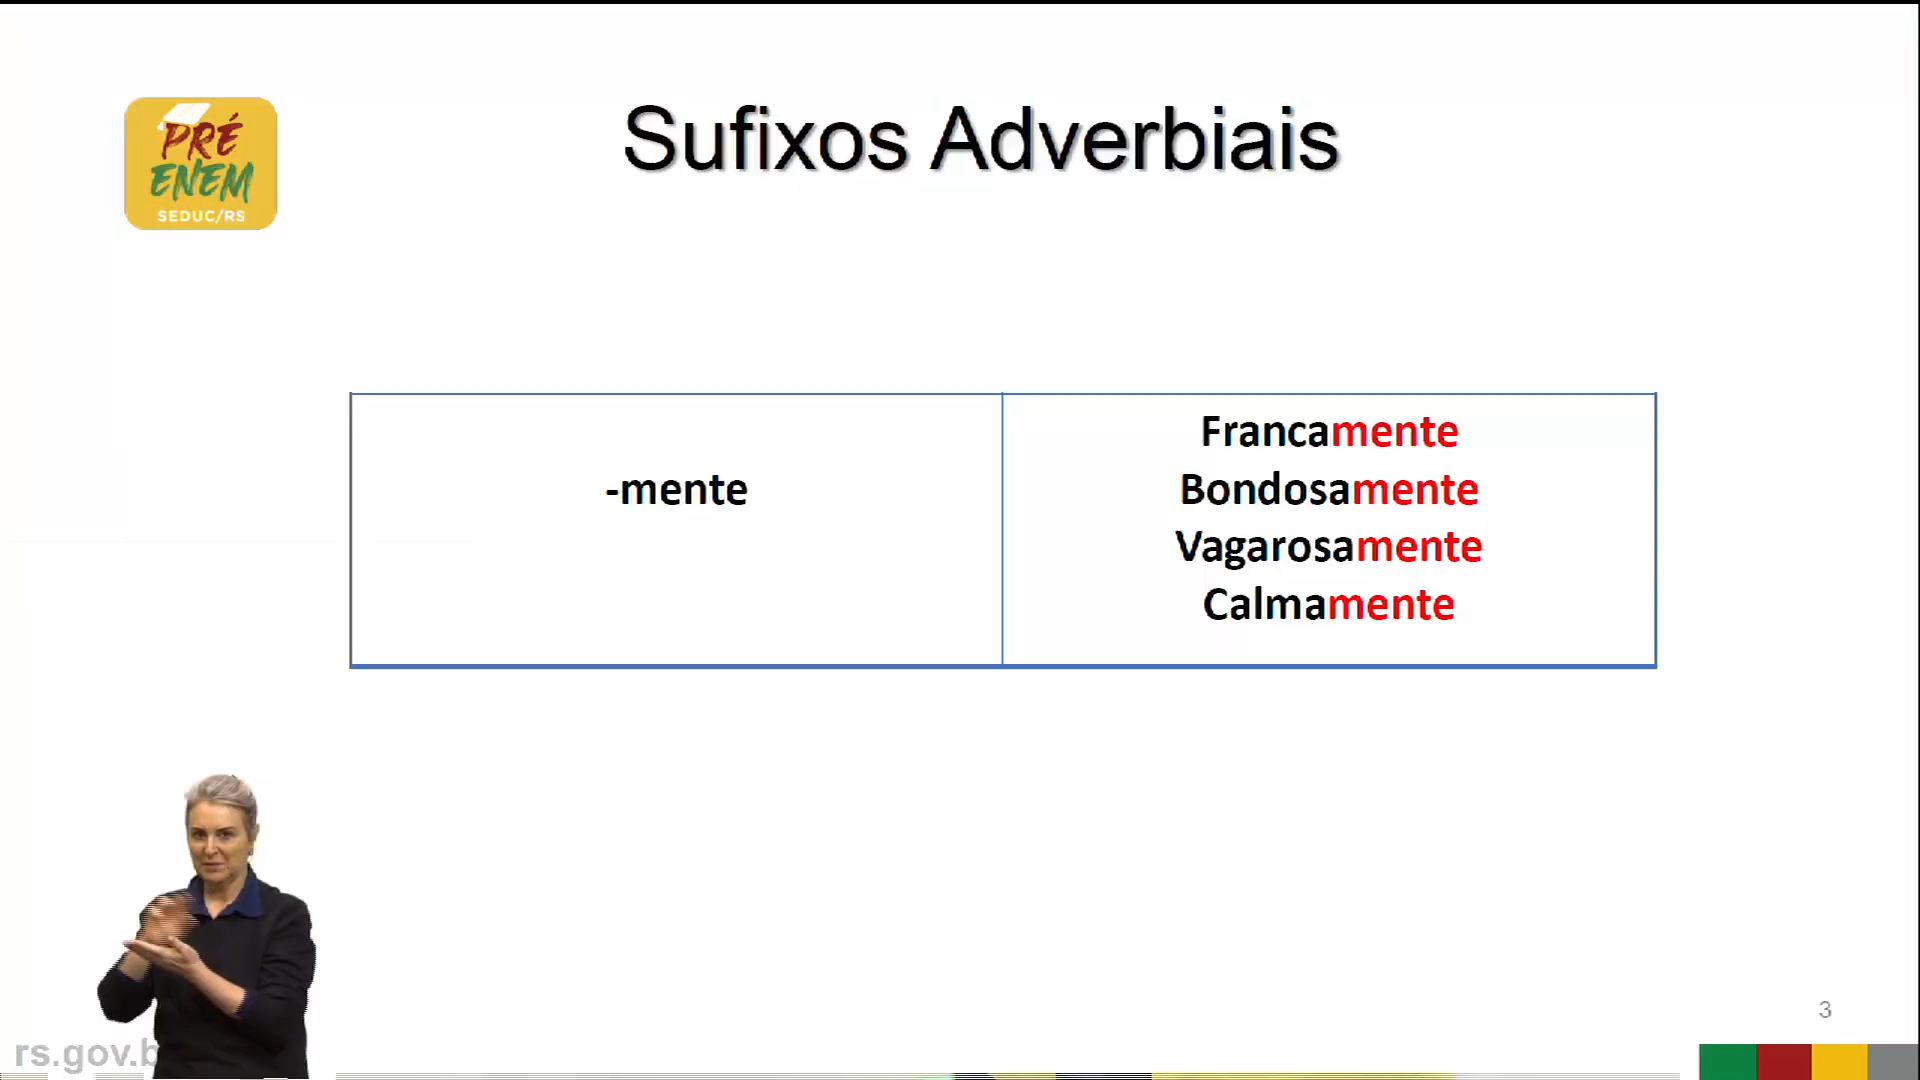 PRÉ
ENEM
SEDUC/RS
Sufixos Adverbiais
-mente
Francamente
Bondosamente
Vagarosamente
Calmamente
3
rs.gov.b